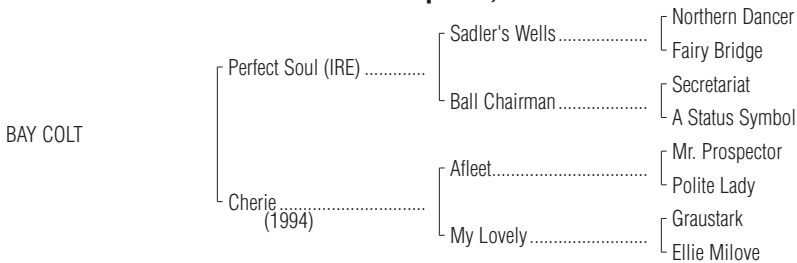 Northern Dancer
Sadler's Wells
Fairy Bridge
Perfect Soul (IRE)
Secretariat
Ball Chairman
A Status Symbol
BAY COLT
Mr. Prospector
Afleet
Polite Lady
Cherie
(1994)
Graustark
My Lovely
Ellie Milove